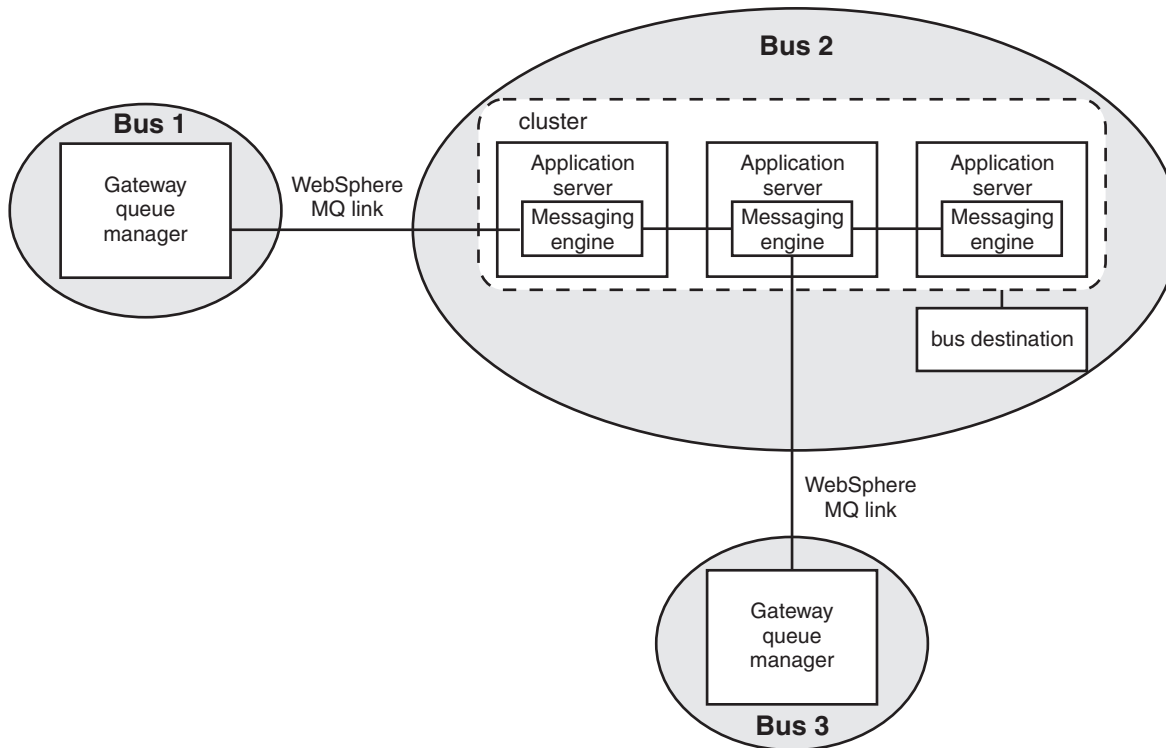 Bus 2
cluster
Bus 1
Application
server
Application
server
Application
server
Gateway
queue
manager
WebSphere
MQ link
Messaging
engine
Messaging
engine
Messaging
engine
bus destination
WebSphere
MQ link
Gateway
queue
manager
Bus 3